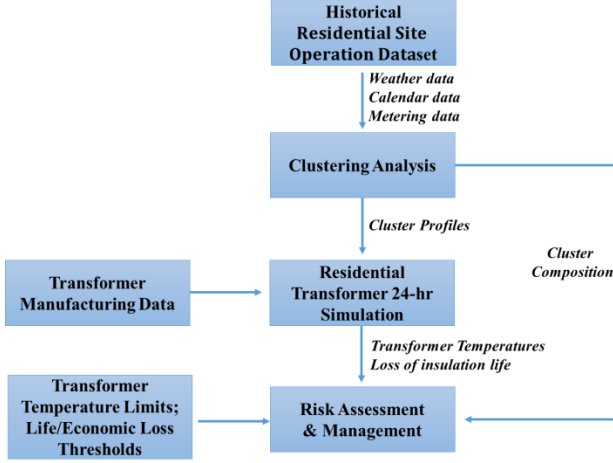 Historical
Residential Site
Operation Dataset
Weather data
Calendar data
Metering data
Clustering Analysis
Cluster Profiles
Cluster
Composition
Transformer
Manufacturing Data
Residential
Transformer 24-hr
Simulation
Transformer Temperatures
Loss of insulation life
Transformer
Temperature Limits;
Life/Economic Loss
Thresholds
Risk Assessment
& Management